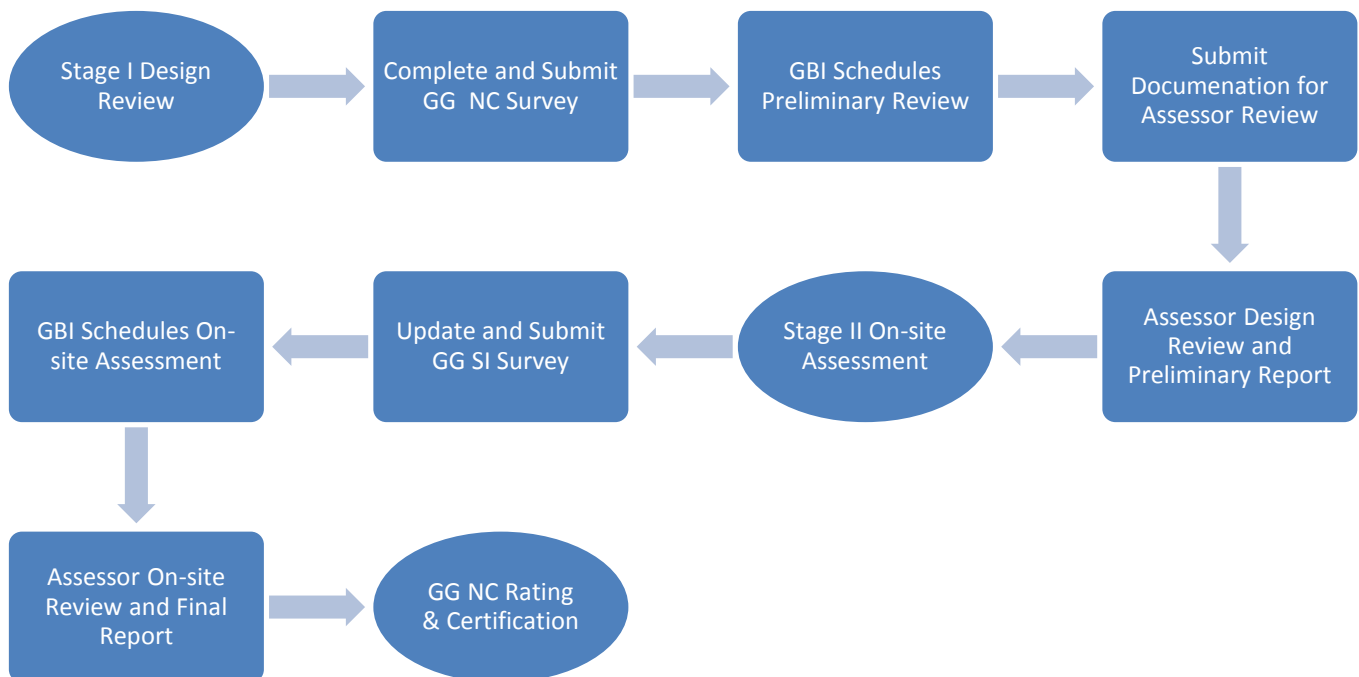 Stage I Design
Review
Complete and Submit
GG NC Survey
GBI Schedules
Preliminary Review
Submit
Documenation for
Assessor Review
Assessor Design
Review and
Preliminary Report
Stage II On-site
Assessment
Update and Submit
GG SI Survey
GBI Schedules On-
site Assessment
Assessor On-site
Review and Final
Report
GG NC Rating
& Certification